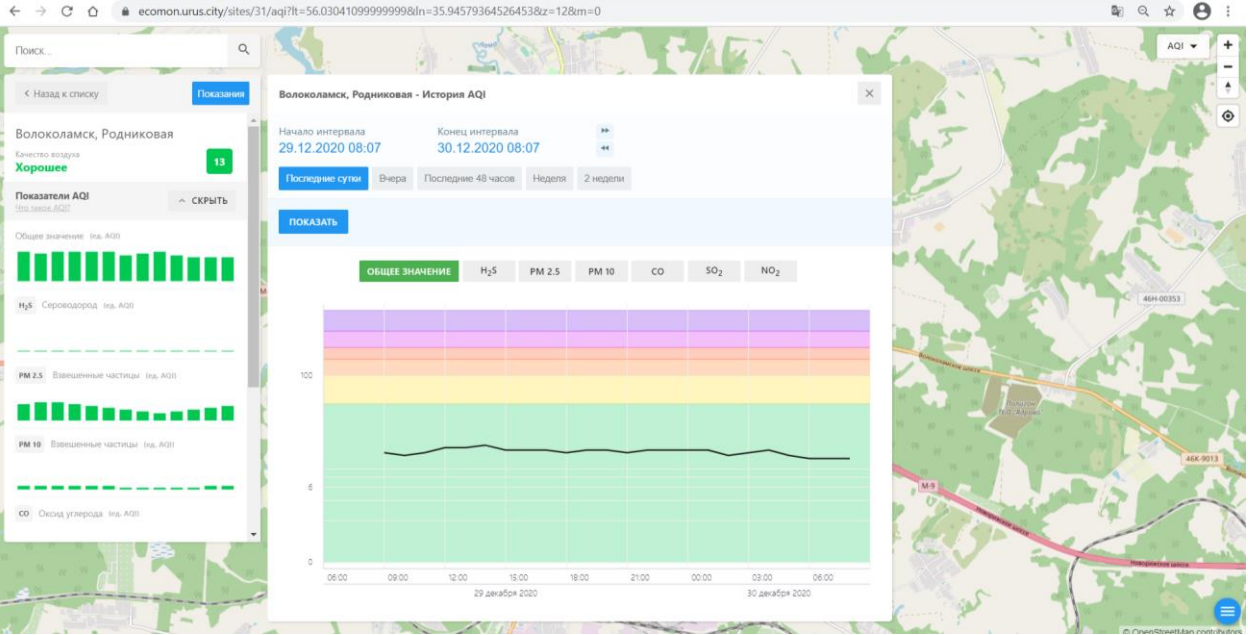 ecomon.urus.city/sites/31/aqi?lt=56.03041099999999&ln=35.94579364526453&z=12&m=0
Поиск...
AQI
Назад к списку
Показания
Волоколамск, Родниковая - История AQI
Волоколамск, Родниковая
Качество воздуха
Хорошее
13
Начало интервала
Конец интервала
29.12.2020 08:07
30.12.2020 08:07
Последние сутки
Вчера
Последние 48 часов
Неделя
2 недели
Показатели AQI
Что такое AQI?
СКРЫТЬ
ПОКАЗАТЬ
Общее значение (ед. AQI)
ОБЩЕЕ ЗНАЧЕНИЕ
H₂S
PM 2.5
PM 10
CO
SO₂
NO₂
H₂S Сероводород (ед. AQI)
PM 2.5 Взвешенные частицы (ед. AQI)
PM 10 Взвешенные частицы (ед. AQI)
CO Оксид углерода (ед. AQI)
100
6
0
06:00
09:00
12:00
15:00
18:00
21:00
00:00
03:00
06:00
29 декабря 2020
30 декабря 2020
46Н-00353
Волоколамское шоссе
Полигон
ТБО "Ядрово"
46К-9013
М-9
Новорижское шоссе
Новорижское шоссе
© OpenStreetMap contributors